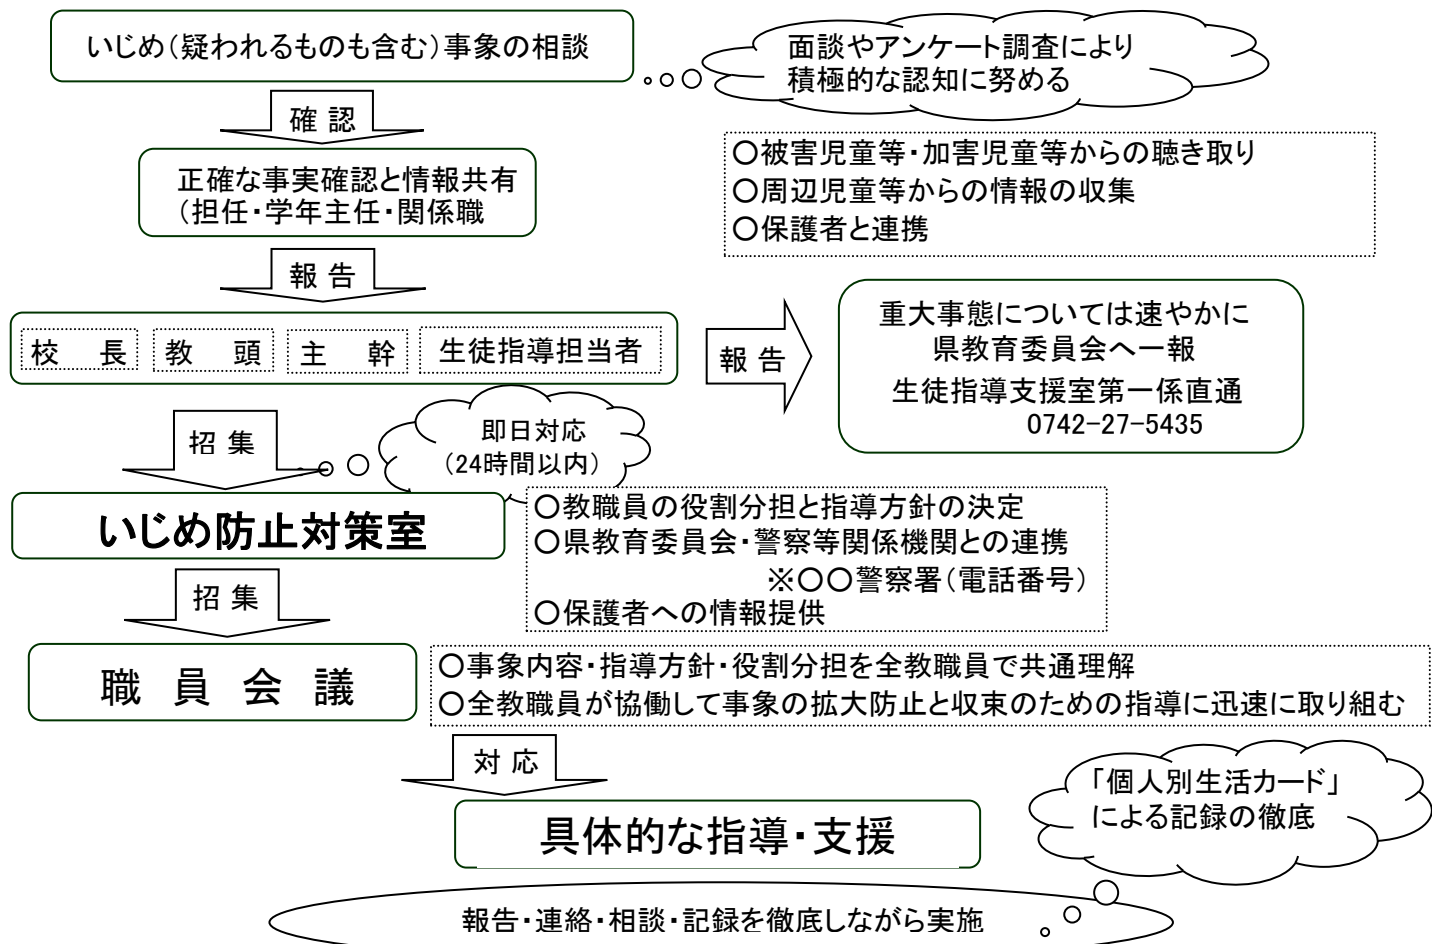 いじめ(疑われるものも含む)事象の相談
面談やアンケート調査により
積極的な認知に努める
確 認
正確な事実確認と情報共有
(担任・学年主任・関係職
○被害児童等・加害児童等からの聴き取り
○周辺児童等からの情報の収集
○保護者と連携
報 告
校 長 教 頭 主 幹 生徒指導担当者
報 告
重大事態については速やかに
県教育委員会へ一報
生徒指導支援室第一係直通
0742-27-5435
招 集
即日対応
(24時間以内)
いじめ防止対策室
○教職員の役割分担と指導方針の決定
○県教育委員会・警察等関係機関との連携
※○○警察署(電話番号)
○保護者への情報提供
招 集
職 員 会 議
○事象内容・指導方針・役割分担を全教職員で共通理解
○全教職員が協働して事象の拡大防止と収束のための指導に迅速に取り組む
対 応
「個人別生活カード」
による記録の徹底
具体的な指導・支援
報告・連絡・相談・記録を徹底しながら実施